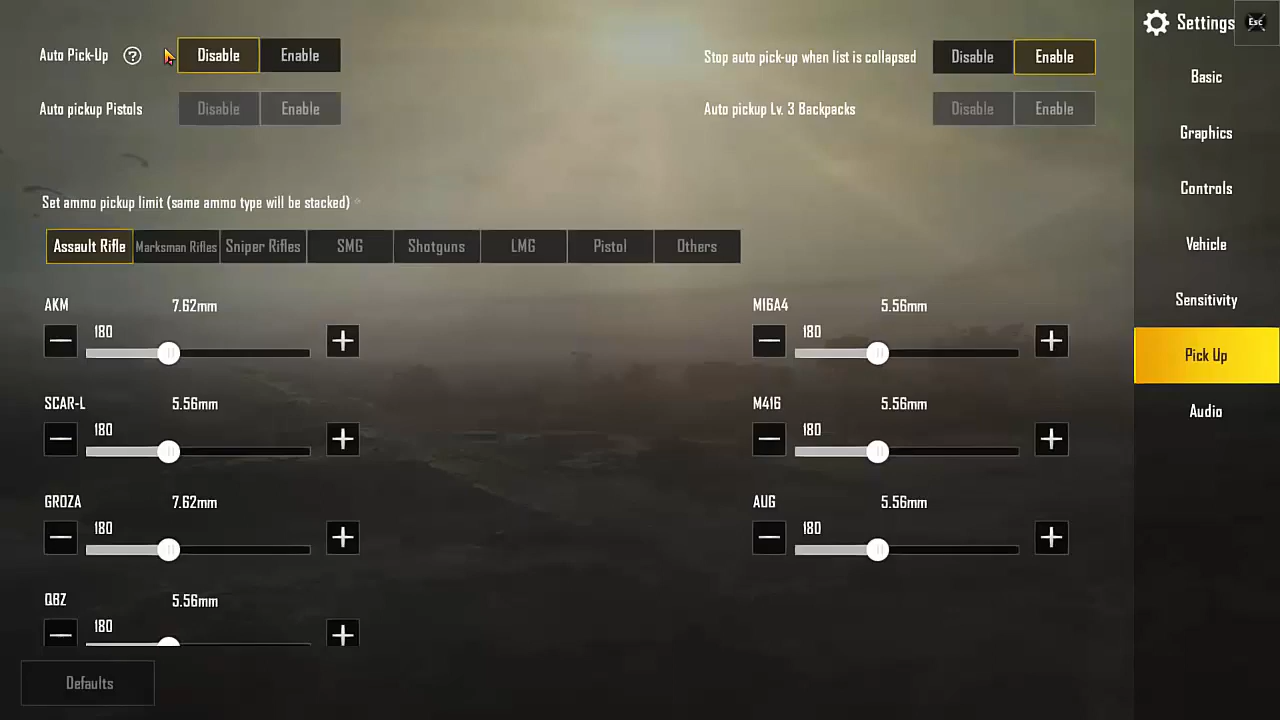 Auto Pick-Up ? Disable Enable
Stop auto pick-up when list is collapsed Disable Enable
Auto pickup Pistols Disable Enable
Auto pickup Lv. 3 Backpacks Disable Enable
Set ammo pickup limit (same ammo type will be stacked)
Assault Rifle Marksman Rifles Sniper Rifles SMG Shotguns LMG Pistol Others
AKM 7.62mm
180
M16A4 5.56mm
180
SCAR-L 5.56mm
180
M416 5.56mm
180
GROZA 7.62mm
180
AUG 5.56mm
180
QBZ 5.56mm
180
Defaults
Settings Esc
Basic
Graphics
Controls
Vehicle
Sensitivity
Pick Up
Audio